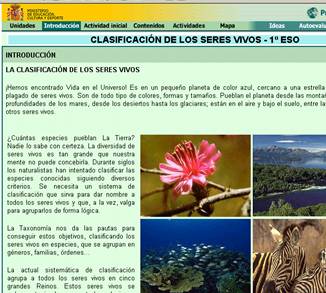 MINISTERIO
DE EDUCACIÓN
CULTURA Y DEPORTE
Unidades Introducción Actividad inicial Contenidos Actividades Mapa Ideas Autoeval
CLASIFICACIÓN DE LOS SERES VIVOS - 1º ESO
INTRODUCCIÓN
LA CLASIFICACIÓN DE LOS SERES VIVOS
¡Hemos encontrado Vida en el Universo! Es en un pequeño planeta de color azul, cercano a una estrella
plagado de seres vivos. Son de todo tipo de colores, formas y tamaños. Pueblan el planeta desde las monta
profundidades de los mares, desde los desiertos hasta los glaciares; están en el aire y bajo el suelo, entre la
otros seres vivos.
¿Cuántas especies pueblan La Tierra?
Nadie lo sabe con certeza. La diversidad de
seres vivos es tan grande que nuestra
mente no puede concebirla. Durante siglos
los naturalistas han intentado clasificar las
especies conocidas siguiendo diversos
criterios. Se necesita un sistema de
clasificación que sirva para dar nombre a
todos los seres vivos y que, a la vez, valga
para agruparlos de forma lógica.
La Taxonomía nos da las pautas para
conseguir estos objetivos, clasificando los
seres vivos en especies, que se agrupan en
géneros, familias, órdenes...
La actual sistemática de clasificación
agrupa a todos los seres vivos en cinco
grandes Reinos. Estos seres vivos se